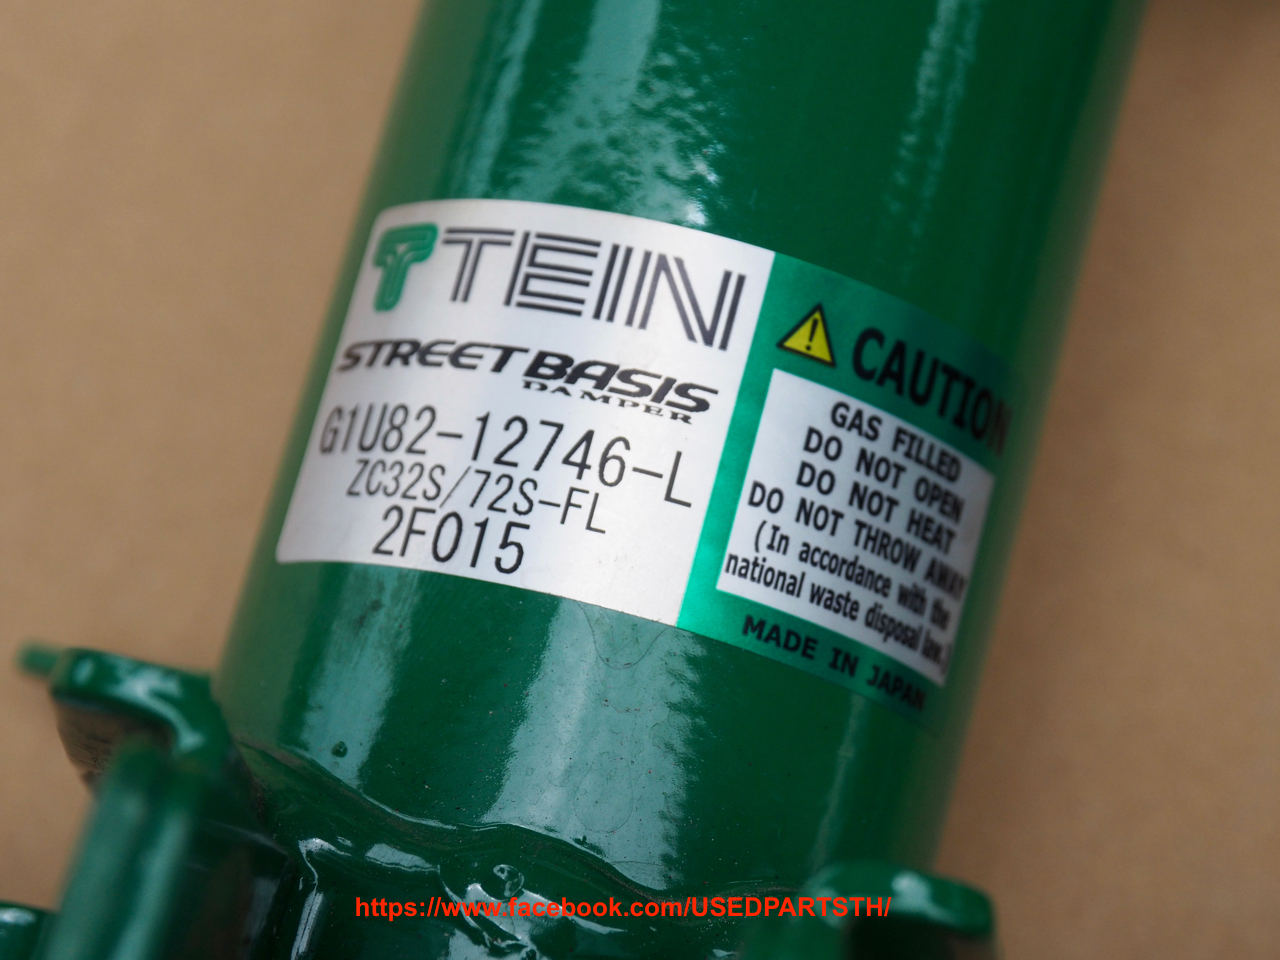 TEIN
STREET BASIS
DAMPER
G1U82-12746-L
ZC32S/72S-FL
2F015
CAUTION
GAS FILLED
DO NOT OPEN
DO NOT HEAT
DO NOT THROW AWAY
(In accordance with the
national waste disposal law.)
MADE IN JAPAN
https://www.facebook.com/USEDPARTSTH/